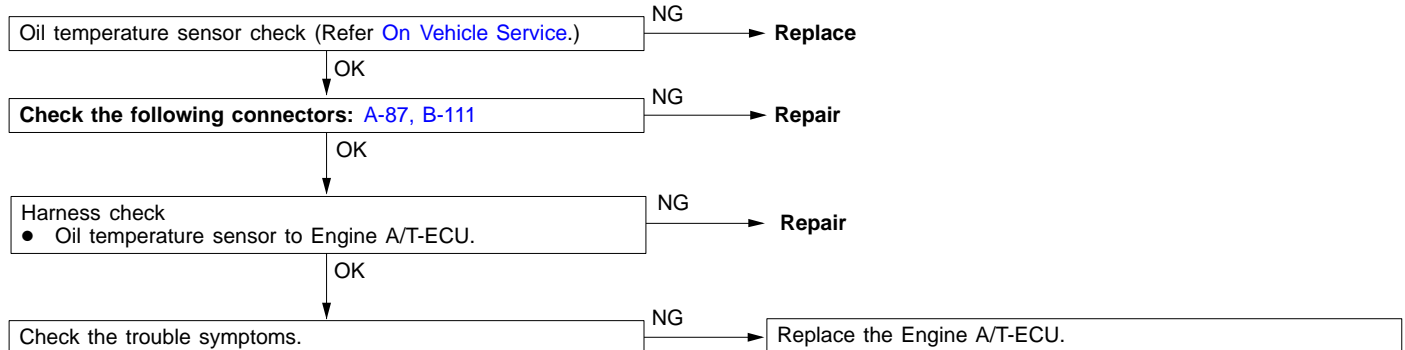 Oil temperature sensor check (Refer On Vehicle Service.)
NG
Replace
OK
Check the following connectors: A-87, B-111
NG
Repair
OK
Harness check
● Oil temperature sensor to Engine A/T-ECU.
NG
Repair
OK
Check the trouble symptoms.
NG
Replace the Engine A/T-ECU.